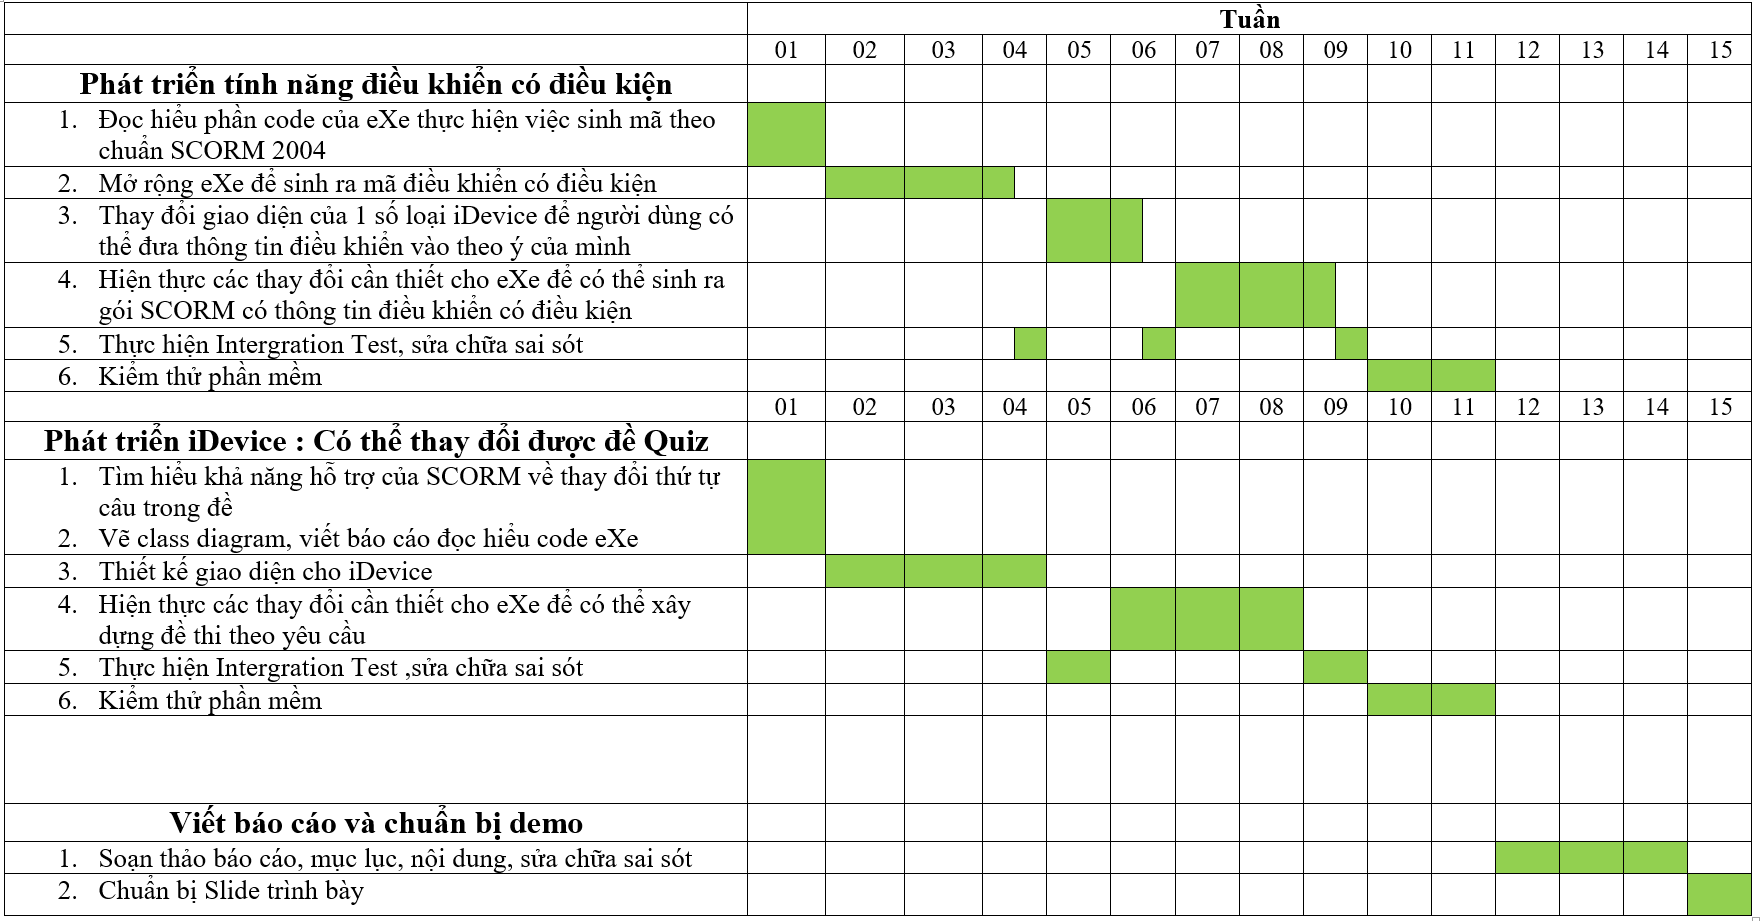 Tuần
01 02 03 04 05 06 07 08 09 10 11 12 13 14 15
Phát triển tính năng điều khiển có điều kiện
1. Đọc hiểu phần code của eXe thực hiện việc sinh mã theo
chuẩn SCORM 2004
2. Mở rộng eXe để sinh ra mã điều khiển có điều kiện
3. Thay đổi giao diện của 1 số loại iDevice để người dùng có
thể đưa thông tin điều khiển vào theo ý của mình
4. Hiện thực các thay đổi cần thiết cho eXe để có thể sinh ra
gói SCORM có thông tin điều khiển có điều kiện
5. Thực hiện Intergration Test, sửa chữa sai sót
6. Kiểm thử phần mềm
01 02 03 04 05 06 07 08 09 10 11 12 13 14 15
Phát triển iDevice : Có thể thay đổi được đề Quiz
1. Tìm hiểu khả năng hỗ trợ của SCORM về thay đổi thứ tự
câu trong đề
2. Vẽ class diagram, viết báo cáo đọc hiểu code eXe
3. Thiết kế giao diện cho iDevice
4. Hiện thực các thay đổi cần thiết cho eXe để có thể xây
dựng đề thi theo yêu cầu
5. Thực hiện Intergration Test ,sửa chữa sai sót
6. Kiểm thử phần mềm
Viết báo cáo và chuẩn bị demo
1. Soạn thảo báo cáo, mục lục, nội dung, sửa chữa sai sót
2. Chuẩn bị Slide trình bày